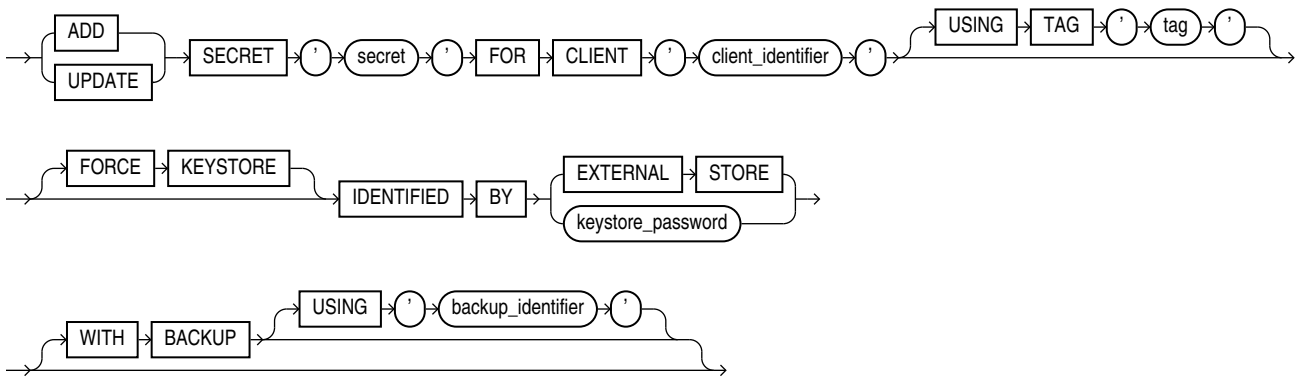 ADD
UPDATE
SECRET ’ secret ’ FOR CLIENT ’ client_identifier ’
USING TAG ’ tag ’
FORCE KEYSTORE
IDENTIFIED BY
EXTERNAL STORE
keystore_password
WITH BACKUP
USING ’ backup_identifier ’